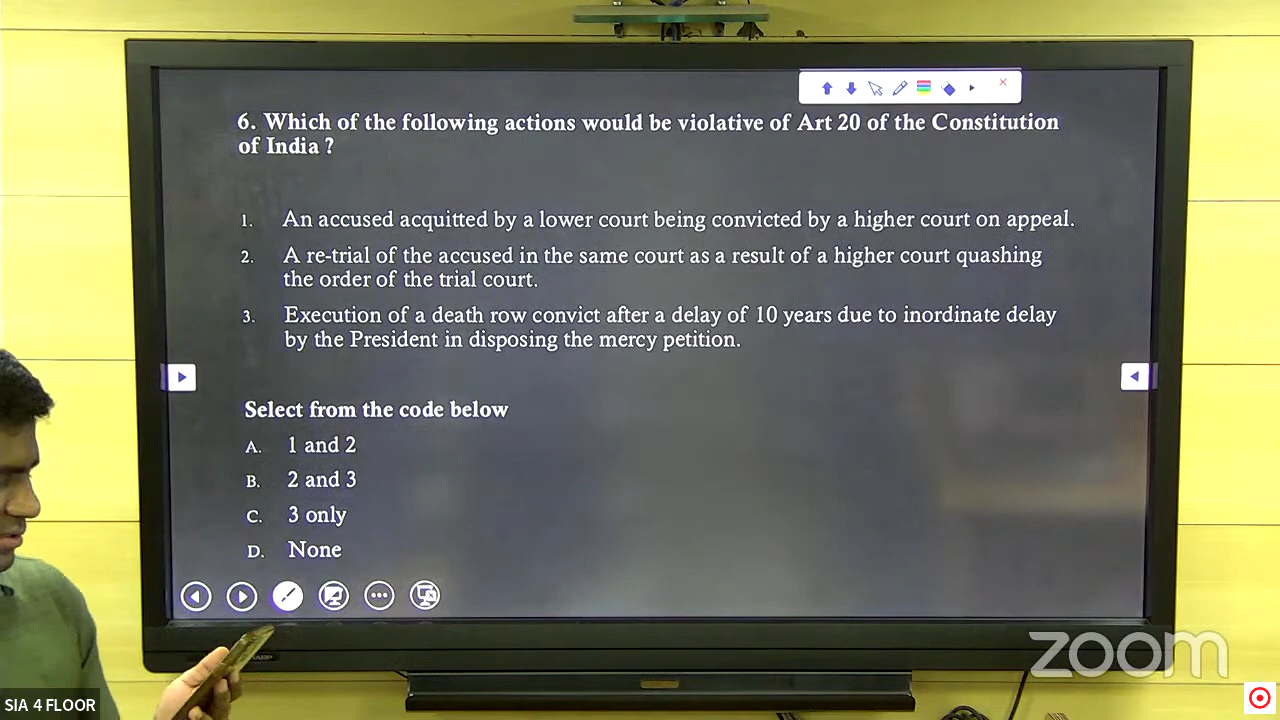 6. Which of the following actions would be violative of Art 20 of the Constitution
of India ?
1. An accused acquitted by a lower court being convicted by a higher court on appeal.
2. A re-trial of the accused in the same court as a result of a higher court quashing
the order of the trial court.
3. Execution of a death row convict after a delay of 10 years due to inordinate delay
by the President in disposing the mercy petition.
Select from the code below
A. 1 and 2
B. 2 and 3
C. 3 only
D. None
zoom
SIA 4 FLOOR